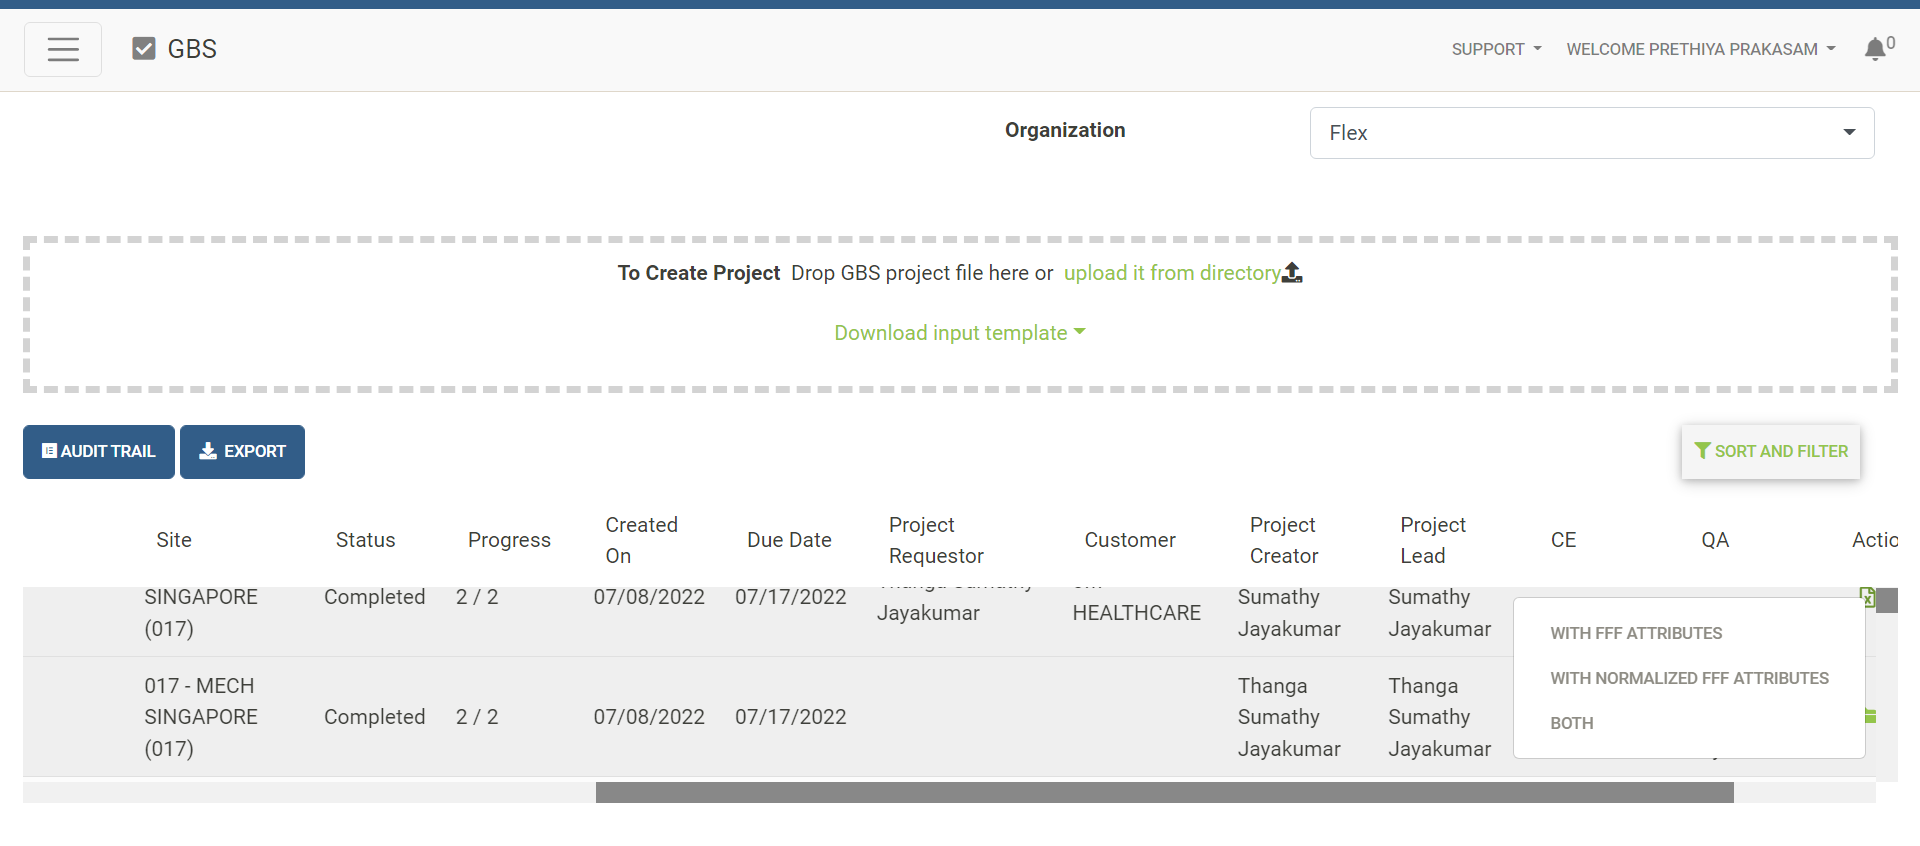 GBS
SUPPORT
WELCOME PRETHIYA PRAKASAM
0
Organization
Flex
To Create Project Drop GBS project file here or upload it from directory
Download input template
AUDIT TRAIL
EXPORT
SORT AND FILTER
Site
Status
Progress
Created
On
Due Date
Project
Requestor
Customer
Project
Creator
Project
Lead
CE
QA
Actio
SINGAPORE
(017)
Completed
2 / 2
07/08/2022
07/17/2022
Jayakumar
HEALTHCARE
Sumathy
Jayakumar
Sumathy
Jayakumar
017 - MECH
SINGAPORE
(017)
Completed
2 / 2
07/08/2022
07/17/2022
Thanga
Sumathy
Jayakumar
Thanga
Sumathy
Jayakumar
WITH FFF ATTRIBUTES
WITH NORMALIZED FFF ATTRIBUTES
BOTH